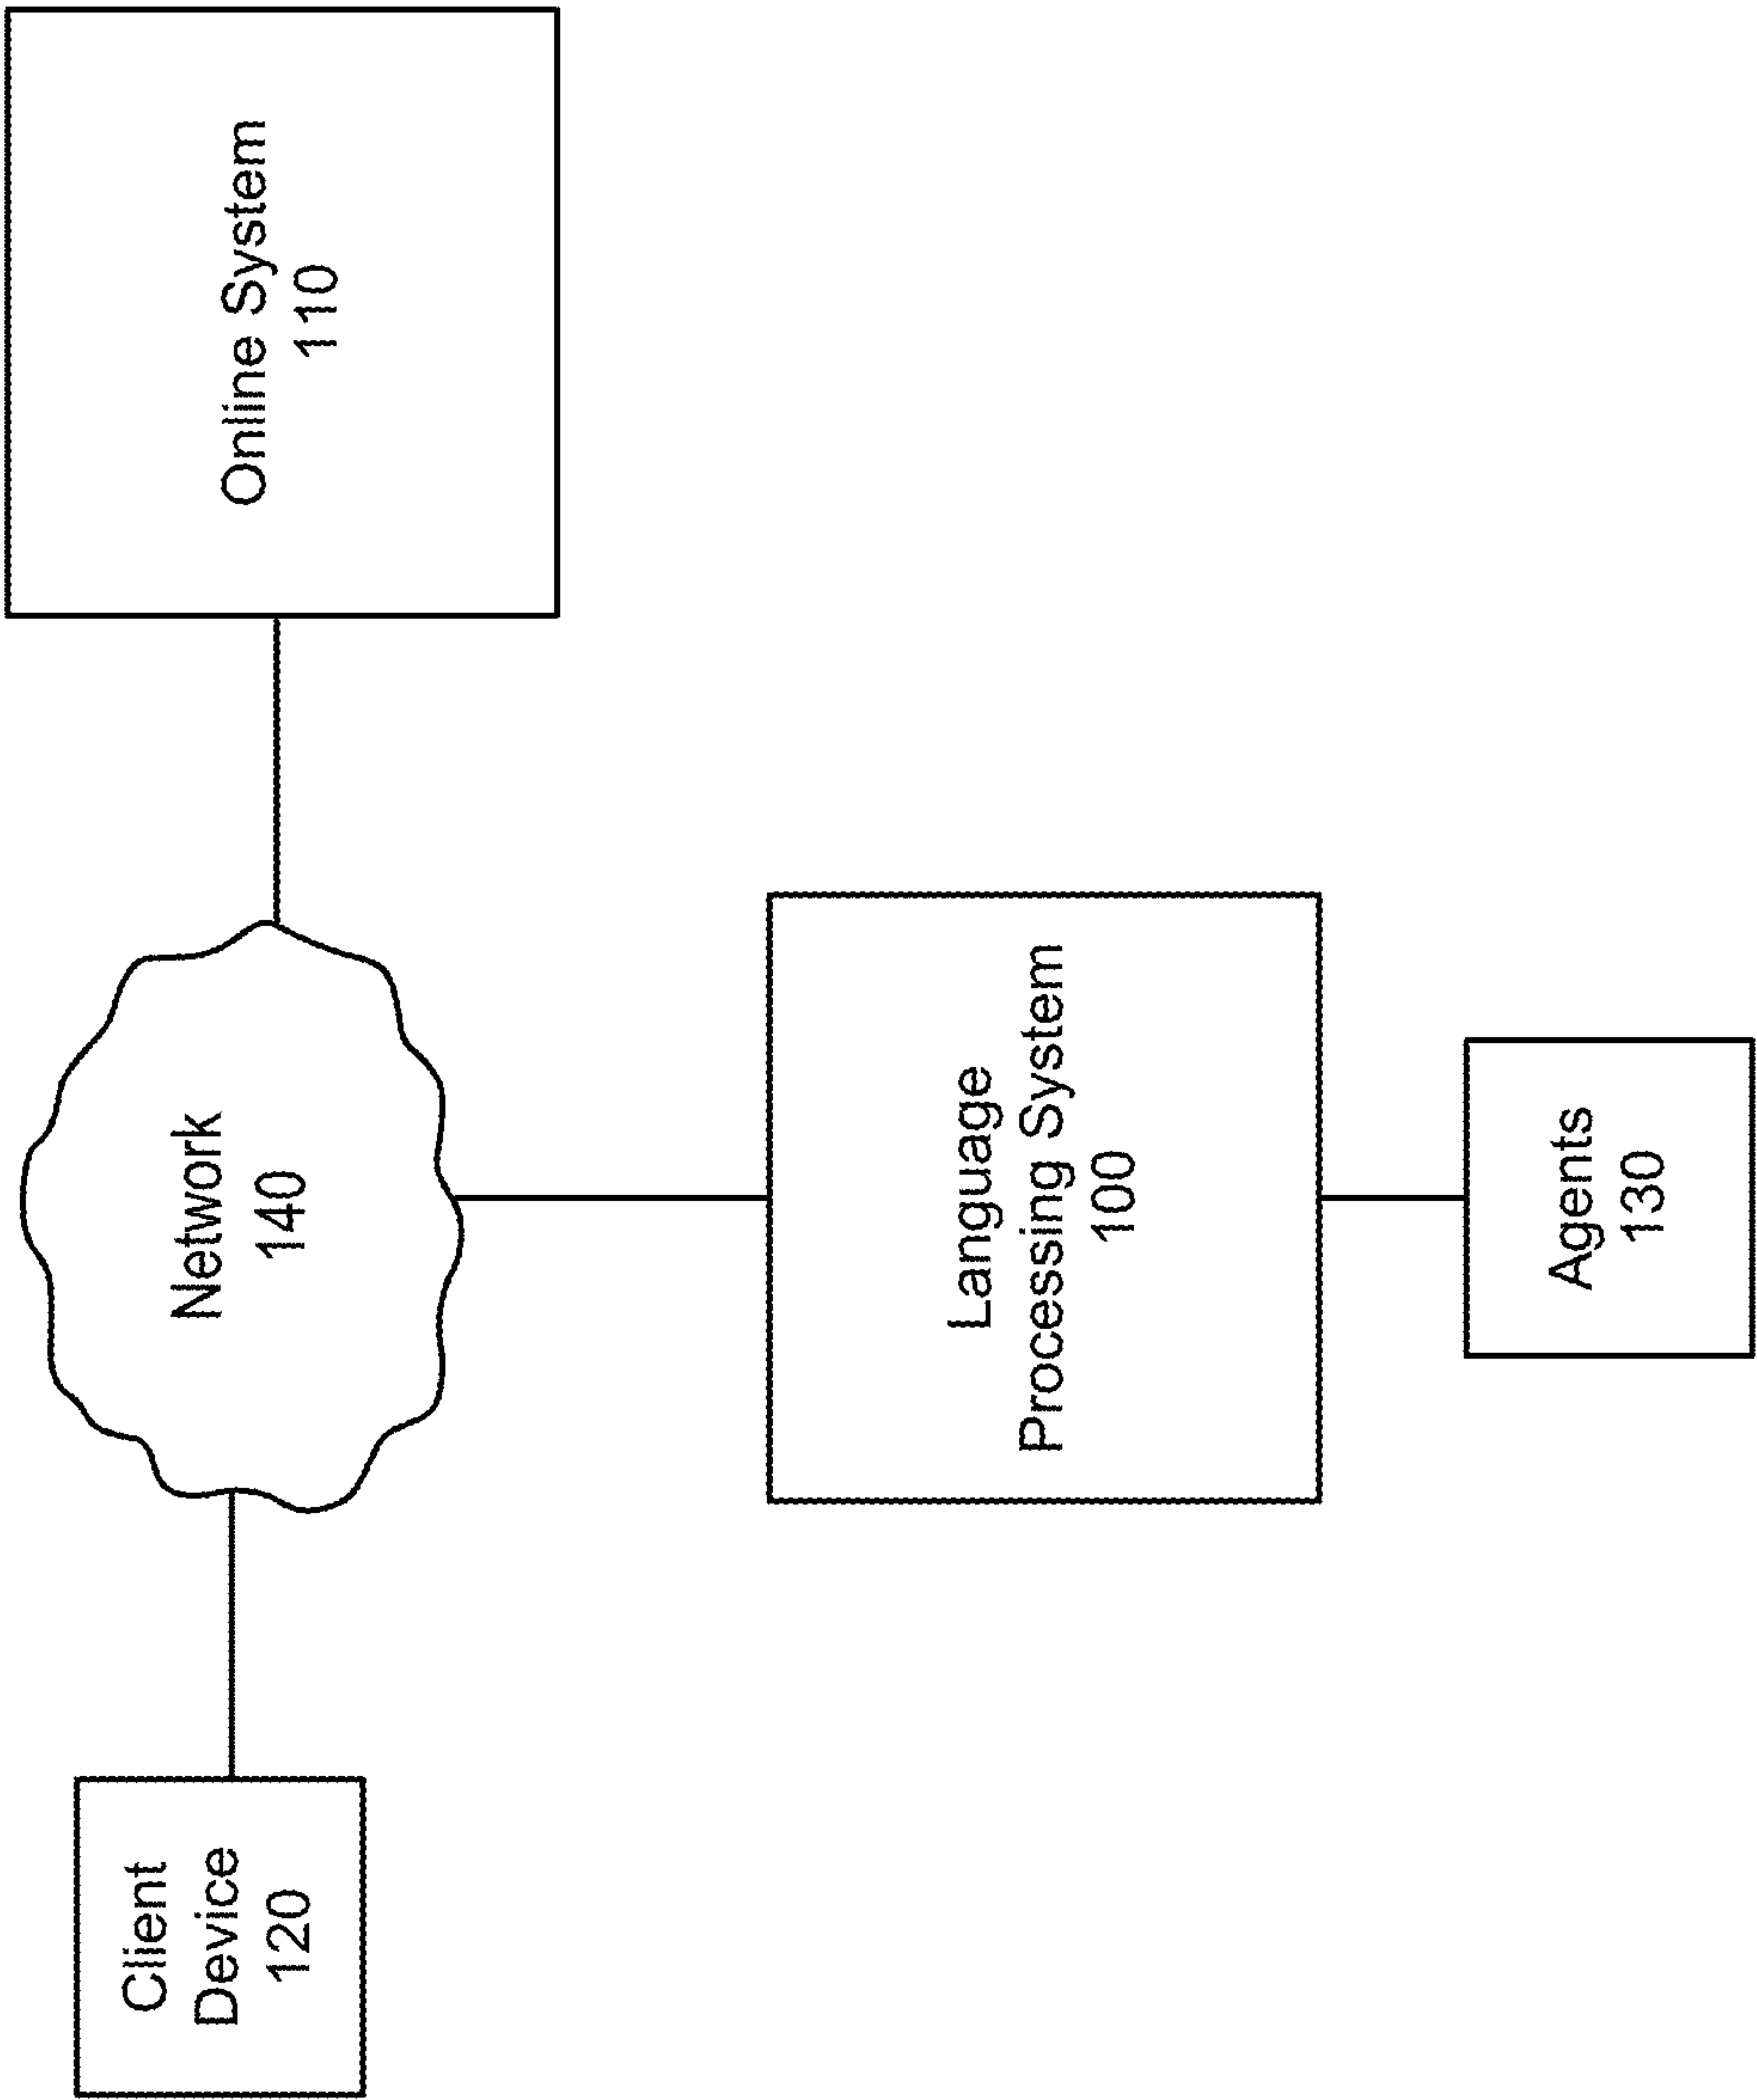 Client
Device
120
Network
140
Online System
110
Language
Processing System
100
Agents
130